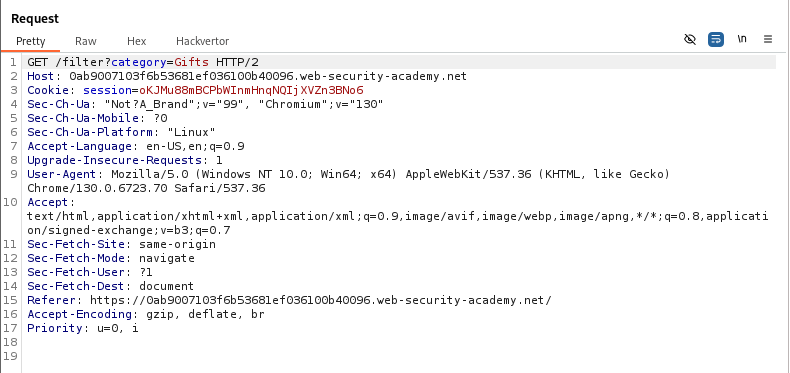 Request
Pretty Raw Hex Hackvertor \n
1 GET /filter?category=Gifts HTTP/2
2 Host: 0ab9007103f6b53681ef036100b40096.web-security-academy.net
3 Cookie: session=oKJMu88mBCPbWInmHnqNQIjXVZn3BNo6
4 Sec-Ch-Ua: "Not?A_Brand";v="99", "Chromium";v="130"
5 Sec-Ch-Ua-Mobile: ?0
6 Sec-Ch-Ua-Platform: "Linux"
7 Accept-Language: en-US,en;q=0.9
8 Upgrade-Insecure-Requests: 1
9 User-Agent: Mozilla/5.0 (Windows NT 10.0; Win64; x64) AppleWebKit/537.36 (KHTML, like Gecko)
Chrome/130.0.6723.70 Safari/537.36
10 Accept:
text/html,application/xhtml+xml,application/xml;q=0.9,image/avif,image/webp,image/apng,*/*;q=0.8,applicati
on/signed-exchange;v=b3;q=0.7
11 Sec-Fetch-Site: same-origin
12 Sec-Fetch-Mode: navigate
13 Sec-Fetch-User: ?1
14 Sec-Fetch-Dest: document
15 Referer: https://0ab9007103f6b53681ef036100b40096.web-security-academy.net/
16 Accept-Encoding: gzip, deflate, br
17 Priority: u=0, i
18
19